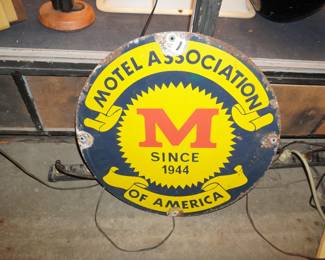 MOTEL ASSOCIATION
M
SINCE
1944
OF AMERICA